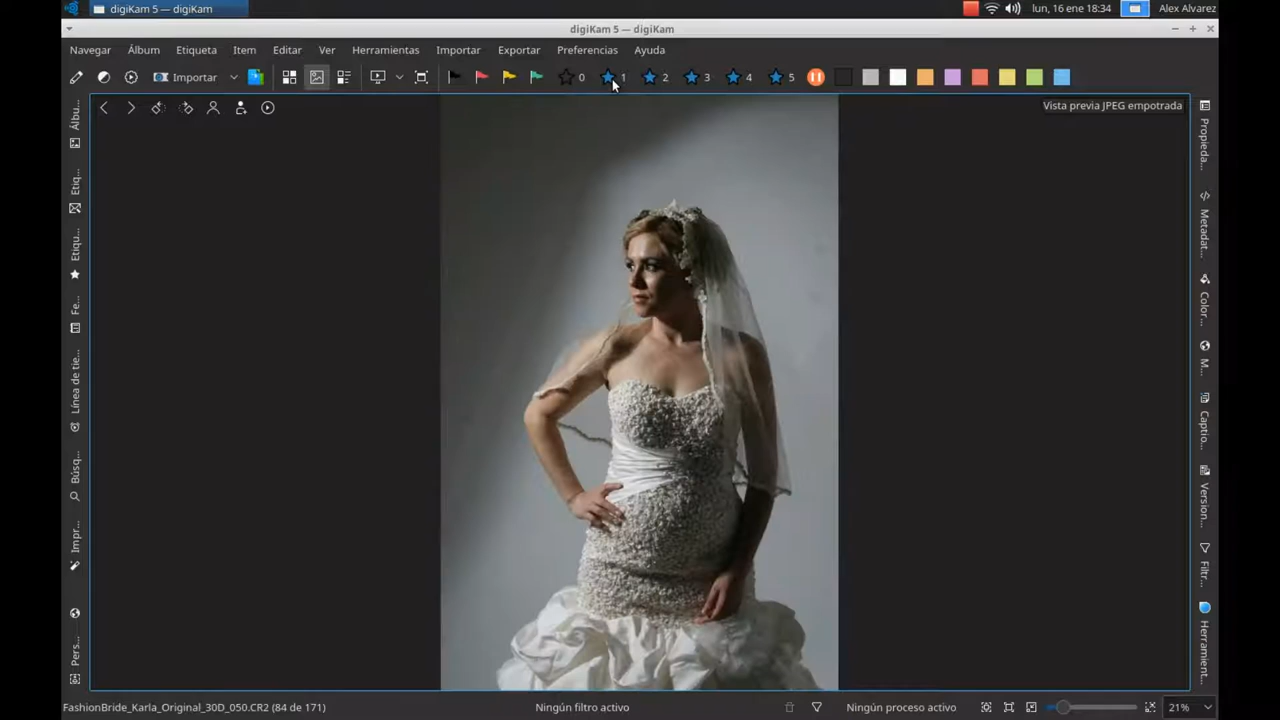 digiKam 5 — digiKam
lun, 16 ene 18:34
Alex Alvarez
digiKam 5 — digiKam
Navegar Álbum Etiqueta Item Editar Ver Herramientas Importar Exportar Preferencias Ayuda
Importar 0 1 2 3 4 5
Vista previa JPEG empotrada
Álbu...
Etiq...
Etiqu...
Fe...
Línea de tie...
Búsq...
Impr...
Pers...
Propieda...
Metadat...
Color...
M...
Captio...
Version...
Filtr...
Herramient...
FashionBride_Karla_Original_30D_050.CR2 (84 de 171) Ningún filtro activo Ningún proceso activo 21%